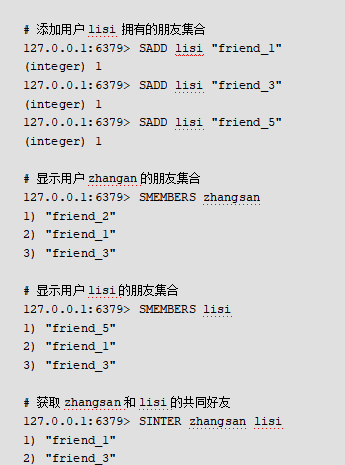 # 添加用户 lisi 拥有的朋友集合
127.0.0.1:6379> SADD lisi "friend_1"
(integer) 1
127.0.0.1:6379> SADD lisi "friend_3"
(integer) 1
127.0.0.1:6379> SADD lisi "friend_5"
(integer) 1
# 显示用户 zhangan 的朋友集合
127.0.0.1:6379> SMEMBERS zhangsan
1) "friend_2"
2) "friend_1"
3) "friend_3"
# 显示用户 lisi 的朋友集合
127.0.0.1:6379> SMEMBERS lisi
1) "friend_5"
2) "friend_1"
3) "friend_3"
# 获取 zhangsan 和 lisi 的共同好友
127.0.0.1:6379> SINTER zhangsan lisi
1) "friend_1"
2) "friend_3"